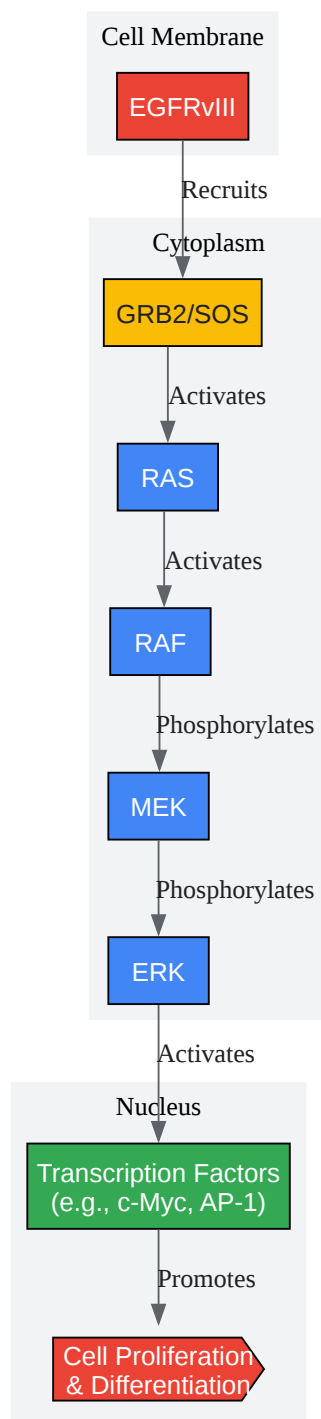 Cell Membrane
EGFRvIII
Recruits
Cytoplasm
GRB2/SOS
Activates
RAS
Activates
RAF
Phosphorylates
MEK
Phosphorylates
ERK
Activates
Nucleus
Transcription Factors
(e.g., c-Myc, AP-1)
Promotes
Cell Proliferation
& Differentiation